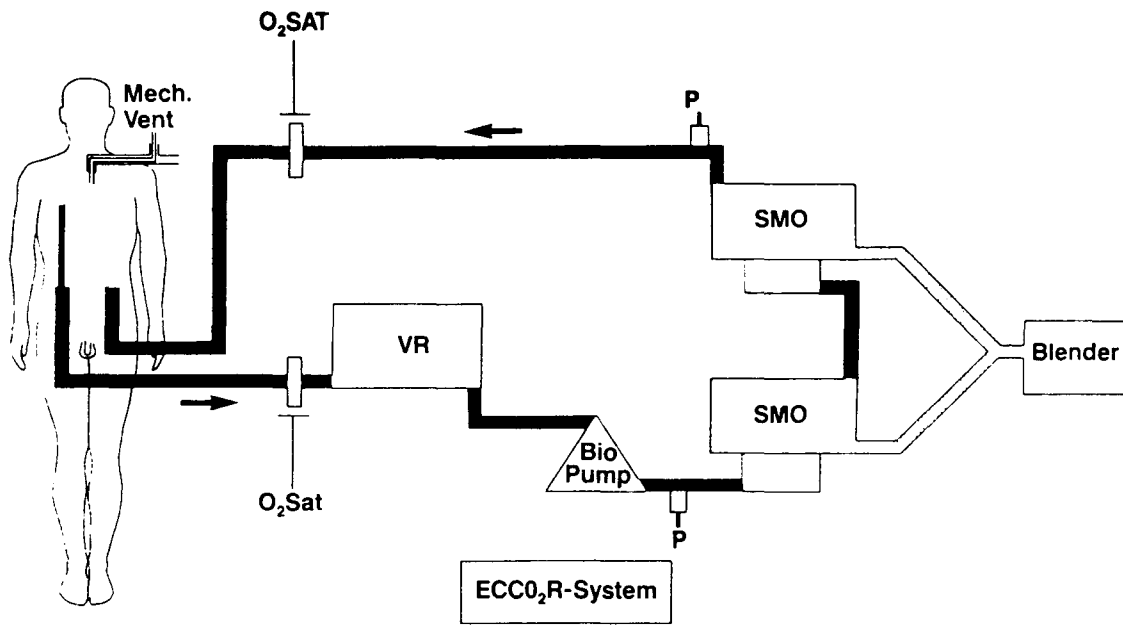 O₂SAT
Mech.
Vent
P
SMO
VR
Blender
SMO
Bio
Pump
O₂Sat
P
ECC0₂R-System